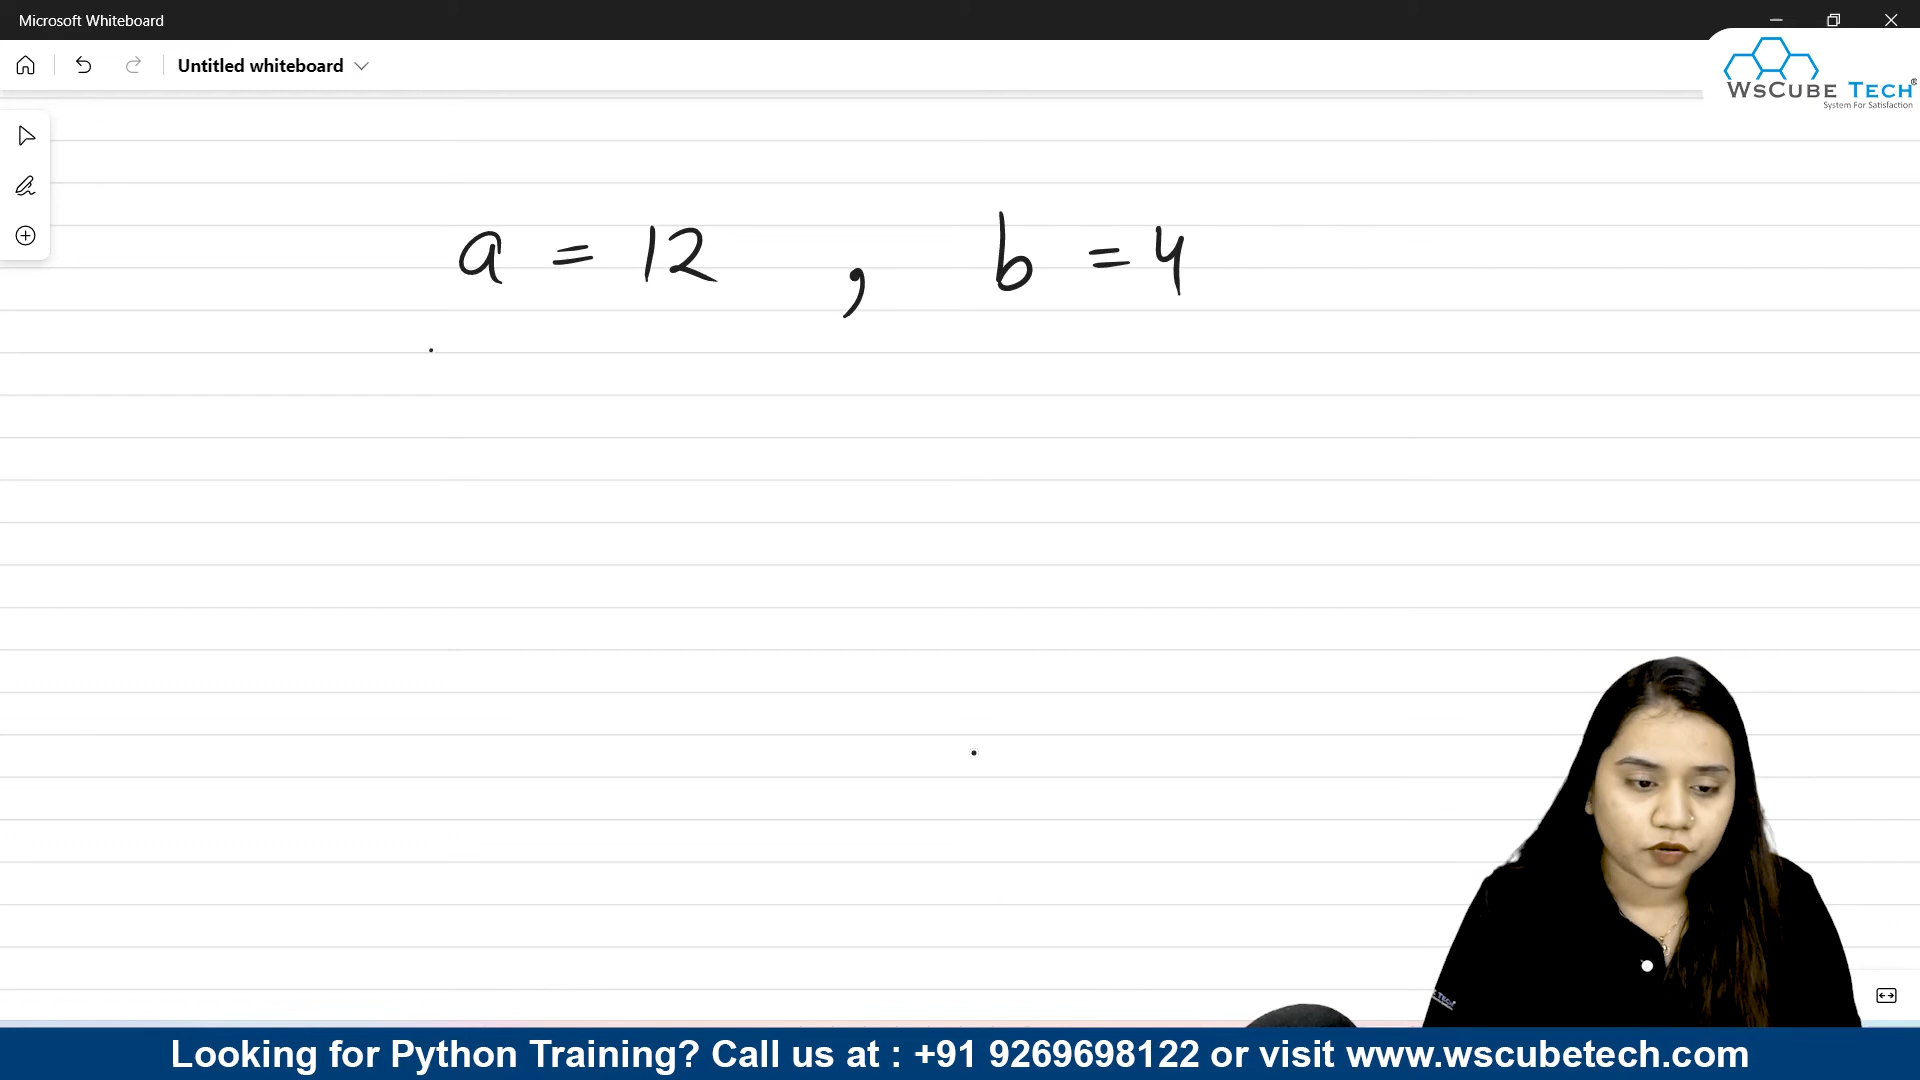 Microsoft Whiteboard
Untitled whiteboard
WsCube Tech®
System For Satisfaction
a = 12 , b = 4
Looking for Python Training? Call us at : +91 9269698122 or visit www.wscubetech.com